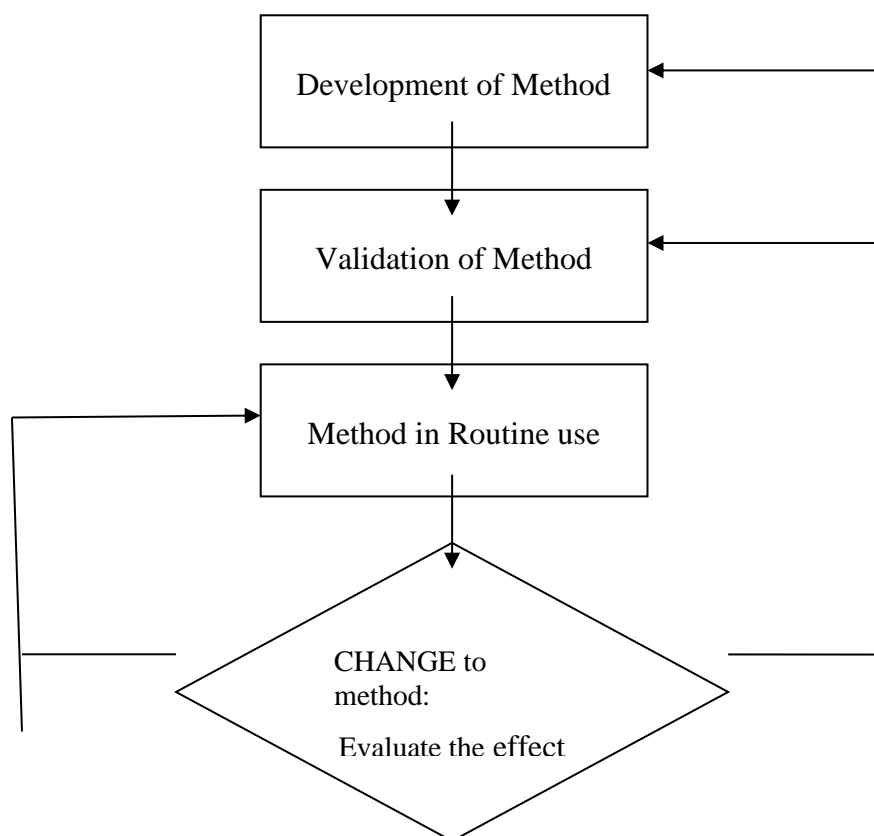 Development of Method
Validation of Method
Method in Routine use
CHANGE to
method:
Evaluate the effect